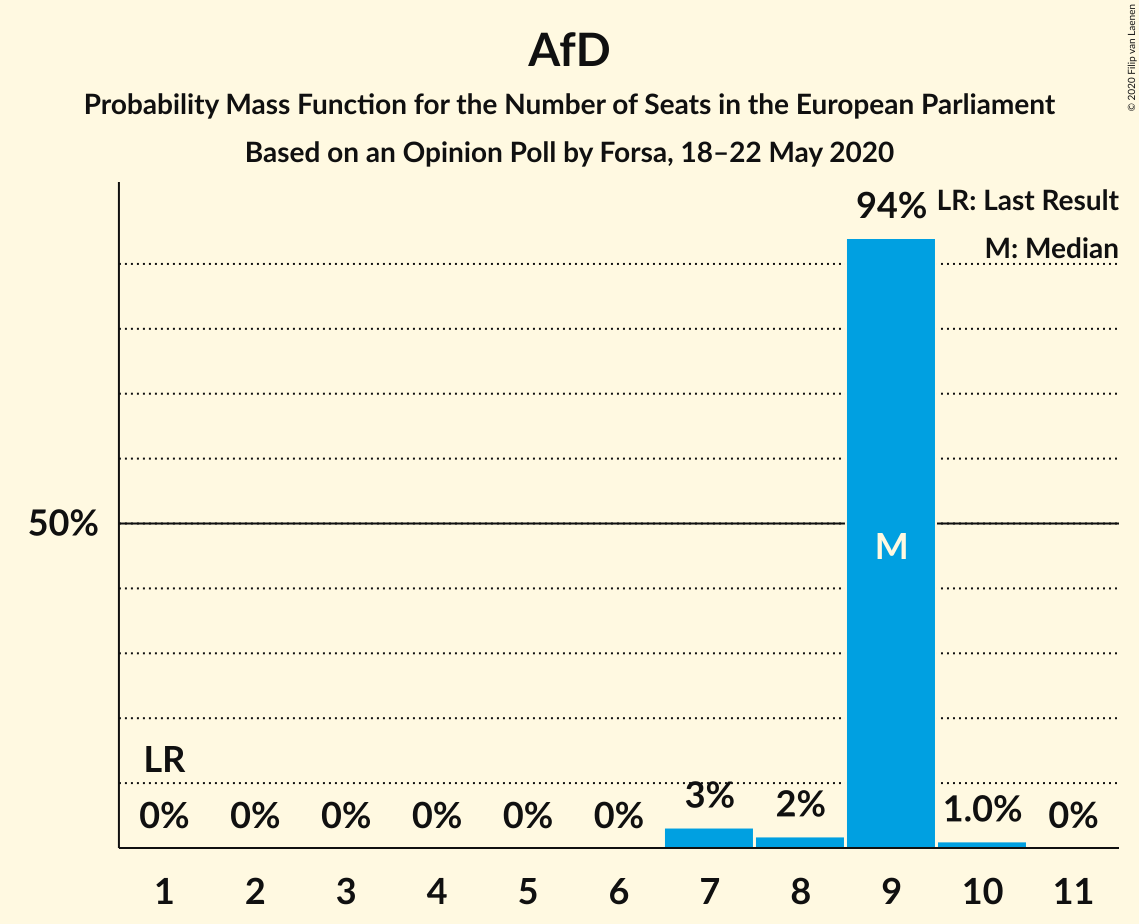 AfD
Probability Mass Function for the Number of Seats in the European Parliament
Based on an Opinion Poll by Forsa, 18–22 May 2020
© 2020 Filip van Laenen
LR: Last Result
M: Median
94%
50%
M
LR
0% 0% 0% 0% 0% 0% 3% 2% 1.0% 0%
1 2 3 4 5 6 7 8 9 10 11